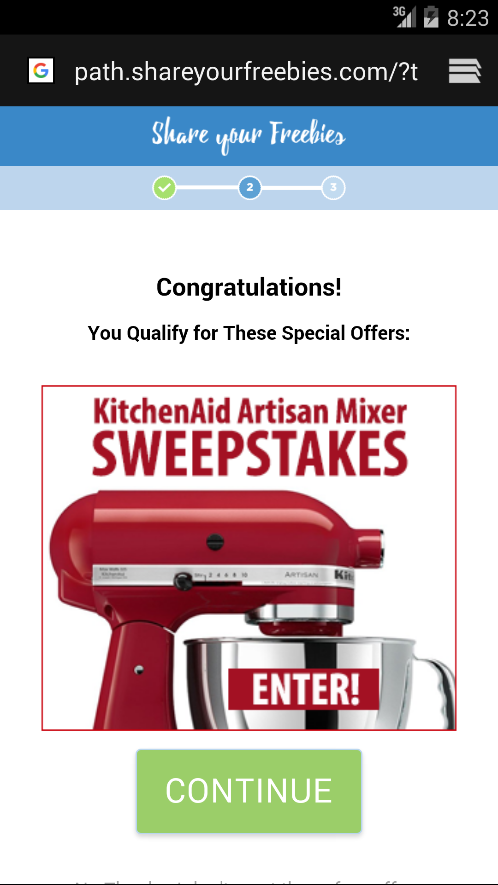 3G 8:23
path.shareyourfreebies.com/?t
Share your Freebies
2 3
Congratulations!
You Qualify for These Special Offers:
KitchenAid Artisan Mixer
SWEEPSTAKES
2 4 6 8 10
ARTISAN Kit
ENTER!
CONTINUE